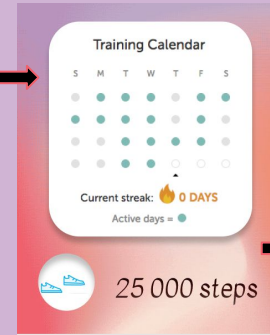 Training Calendar
S M T W T F S
Current streak: 0 DAYS
Active days =
25 000 steps